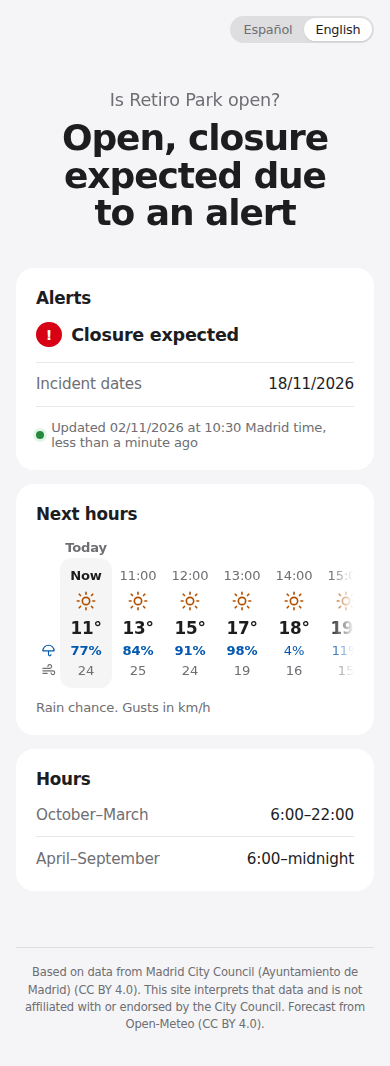 Español English
Is Retiro Park open?
Open, closure
expected due
to an alert
Alerts
! Closure expected
Incident dates 18/11/2026
Updated 02/11/2026 at 10:30 Madrid time,
less than a minute ago
Next hours
Today
Now 11:00 12:00 13:00 14:00
11° 13° 15° 17° 18°
77% 84% 91% 98% 4%
24 25 24 19 16
Rain chance. Gusts in km/h
Hours
October–March 6:00–22:00
April–September 6:00–midnight
Based on data from Madrid City Council (Ayuntamiento de
Madrid) (CC BY 4.0). This site interprets that data and is not
affiliated with or endorsed by the City Council. Forecast from
Open-Meteo (CC BY 4.0).